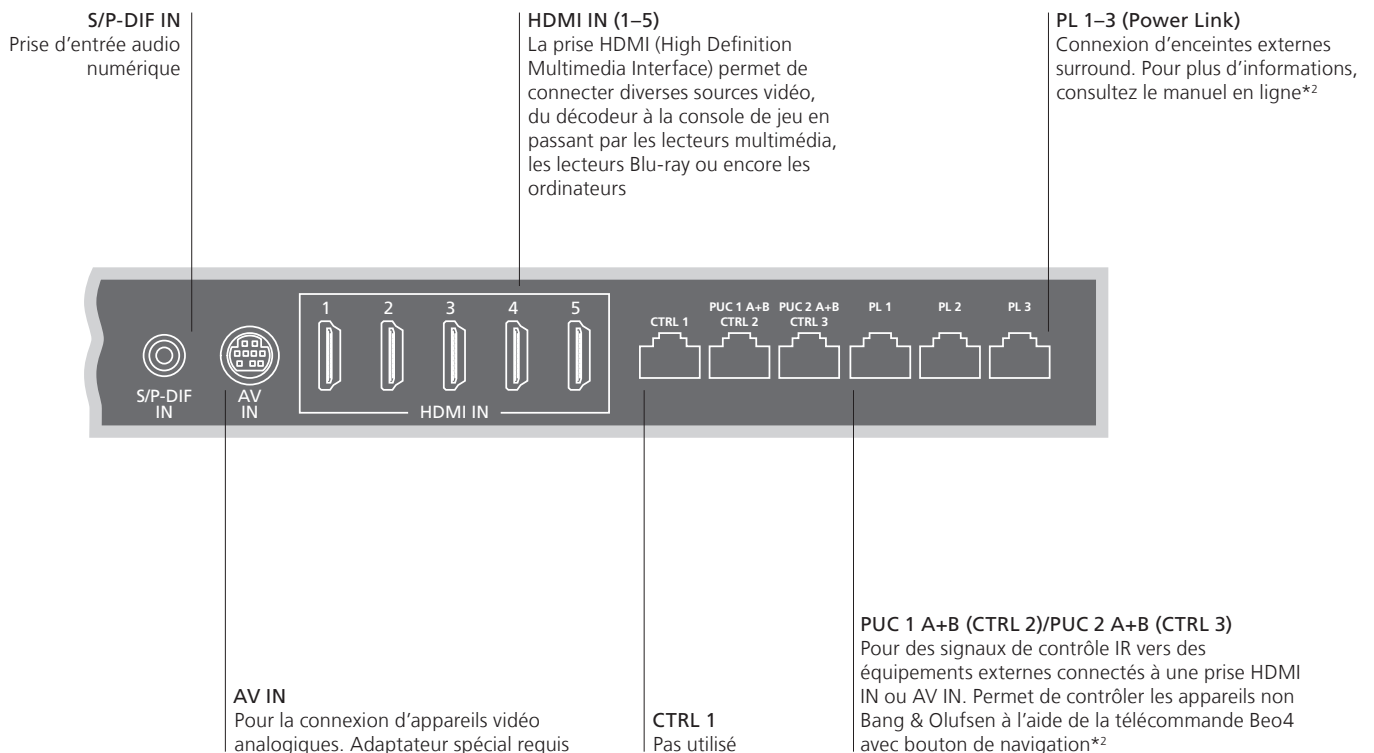 S/P-DIF IN
Prise d’entrée audio
numérique
HDMI IN (1–5)
La prise HDMI (High Definition
Multimedia Interface) permet de
connecter diverses sources vidéo,
du décodeur à la console de jeu en
passant par les lecteurs multimédia,
les lecteurs Blu-ray ou encore les
ordinateurs
PL 1–3 (Power Link)
Connexion d’enceintes externes
surround. Pour plus d’informations,
consultez le manuel en ligne*2
1 2 3 4 5
CTRL 1
PUC 1 A+B
CTRL 2
PUC 2 A+B
CTRL 3
PL 1
PL 2
PL 3
S/P-DIF
IN
AV
IN
HDMI IN
AV IN
Pour la connexion d’appareils vidéo
analogiques. Adaptateur spécial requis
CTRL 1
Pas utilisé
PUC 1 A+B (CTRL 2)/PUC 2 A+B (CTRL 3)
Pour des signaux de contrôle IR vers des
équipements externes connectés à une prise HDMI
IN ou AV IN. Permet de contrôler les appareils non
Bang & Olufsen à l’aide de la télécommande Beo4
avec bouton de navigation*2